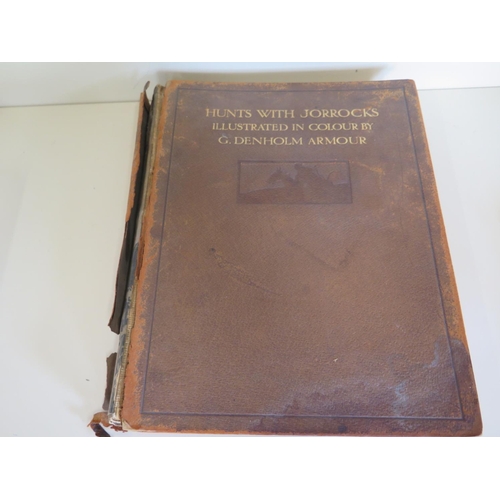 HUNTS WITH JORROCKS
ILLUSTRATED IN COLOUR BY
G. DENHOLM ARMOUR